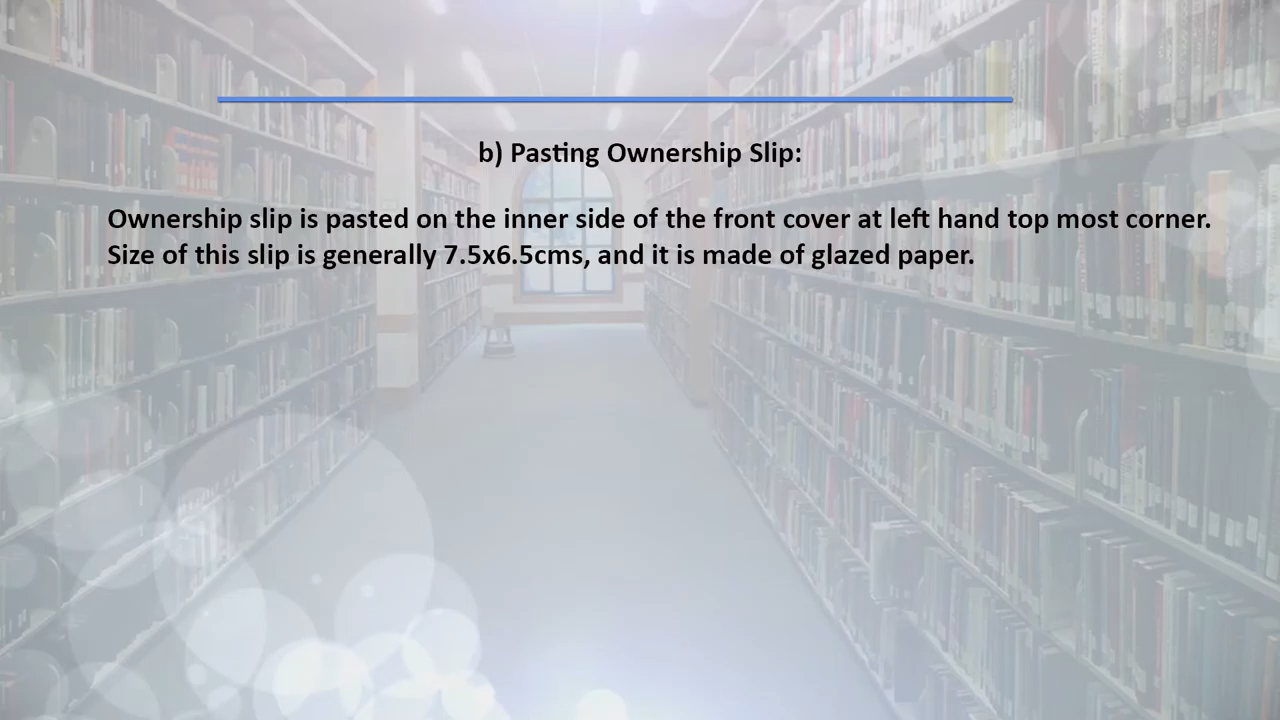 b) Pasting Ownership Slip:
Ownership slip is pasted on the inner side of the front cover at left hand top most corner.
Size of this slip is generally 7.5x6.5cms, and it is made of glazed paper.